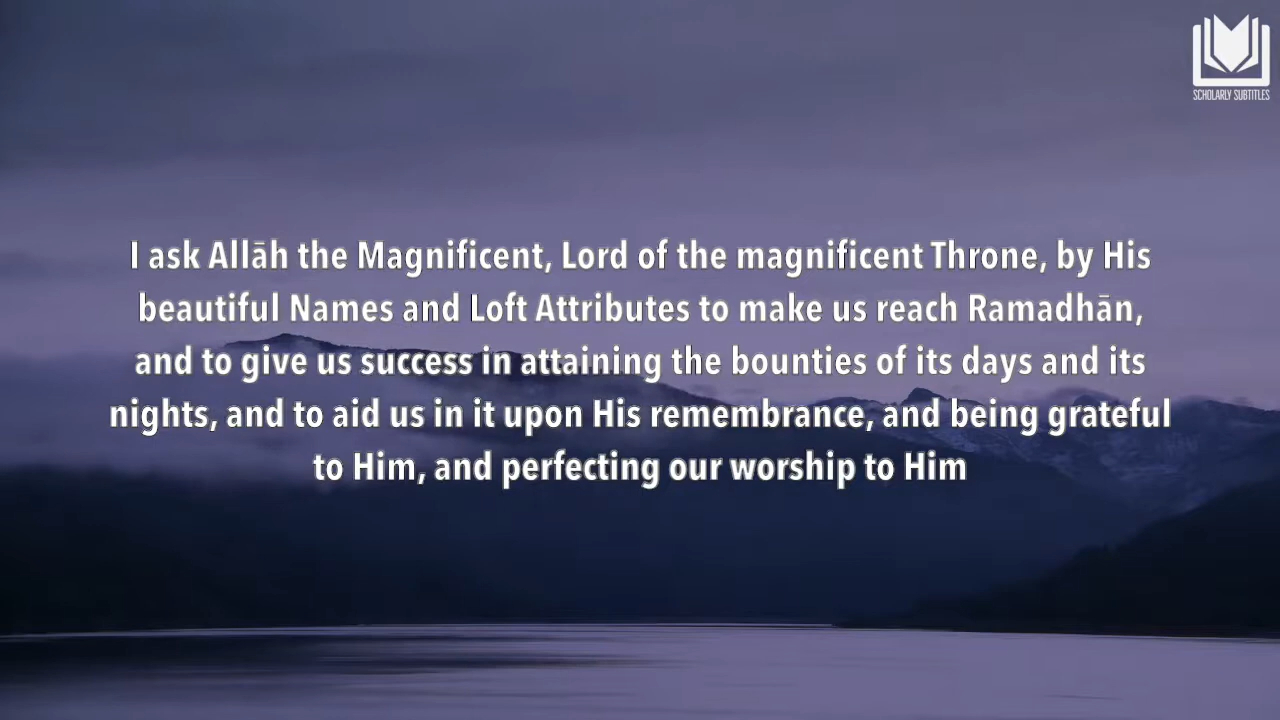 SCHOLARLY SUBTITLES
I ask Allāh the Magnificent, Lord of the magnificent Throne, by His
beautiful Names and Loft Attributes to make us reach Ramadhān,
and to give us success in attaining the bounties of its days and its
nights, and to aid us in it upon His remembrance, and being grateful
to Him, and perfecting our worship to Him